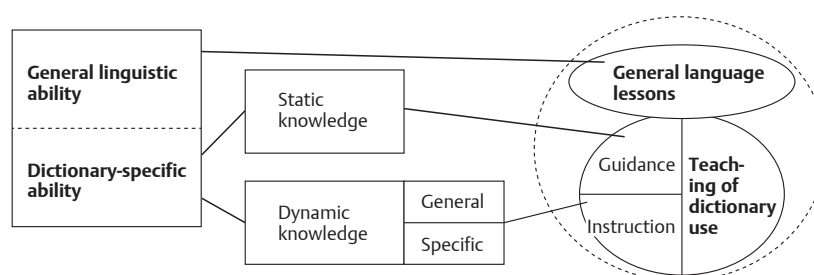 General linguistic
ability
Dictionary-specific
ability
Static
knowledge
Dynamic
knowledge
General
Specific
General language
lessons
Guidance
Instruction
Teach-
ing of
dictionary
use